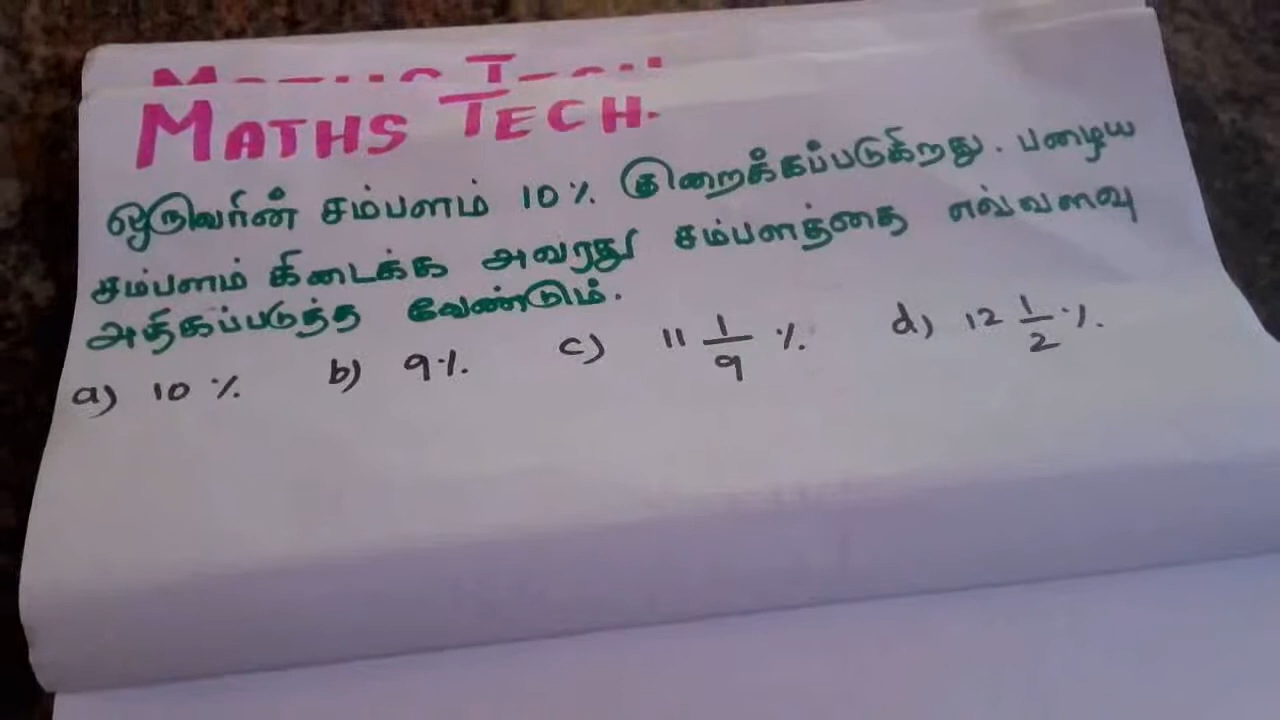 MATHS TECH.
ஒருவரின் சம்பளம் 10% குறைக்கப்படுகிறது. பழைய
சம்பளம் கிடைக்க அவரது சம்பளத்தை எவ்வளவு
அதிகப்படுத்த வேண்டும்.
a) 10 % b) 9% c) 11 1/9 % d) 12 1/2 %.